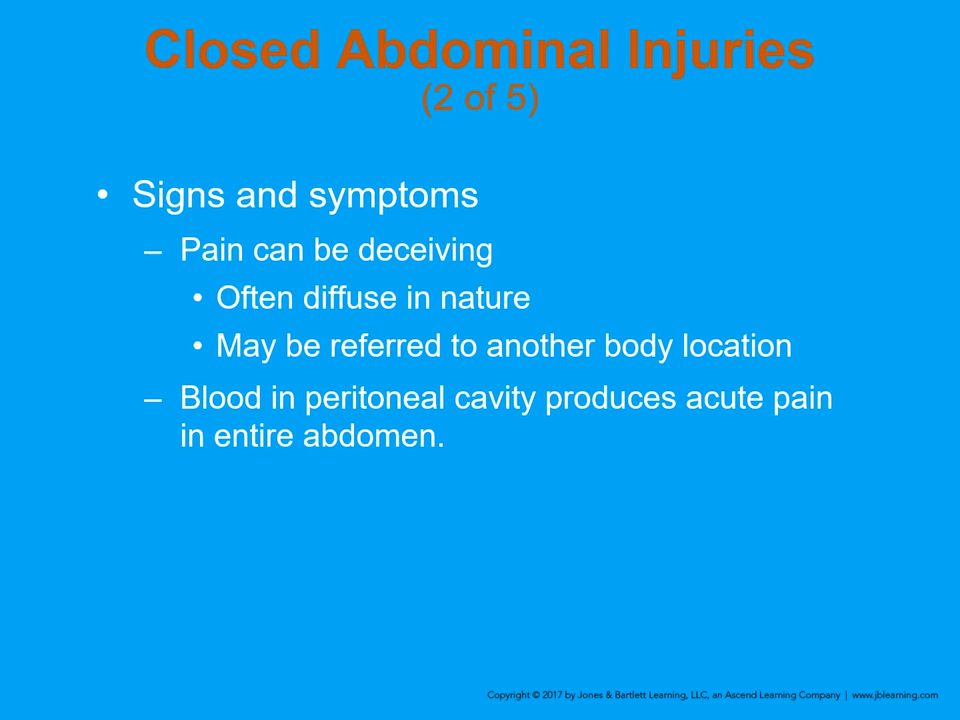 Closed Abdominal Injuries
(2 of 5)
• Signs and symptoms
– Pain can be deceiving
• Often diffuse in nature
• May be referred to another body location
– Blood in peritoneal cavity produces acute pain
in entire abdomen.
Copyright © 2017 by Jones & Bartlett Learning, LLC, an Ascend Learning Company | www.jblearning.com